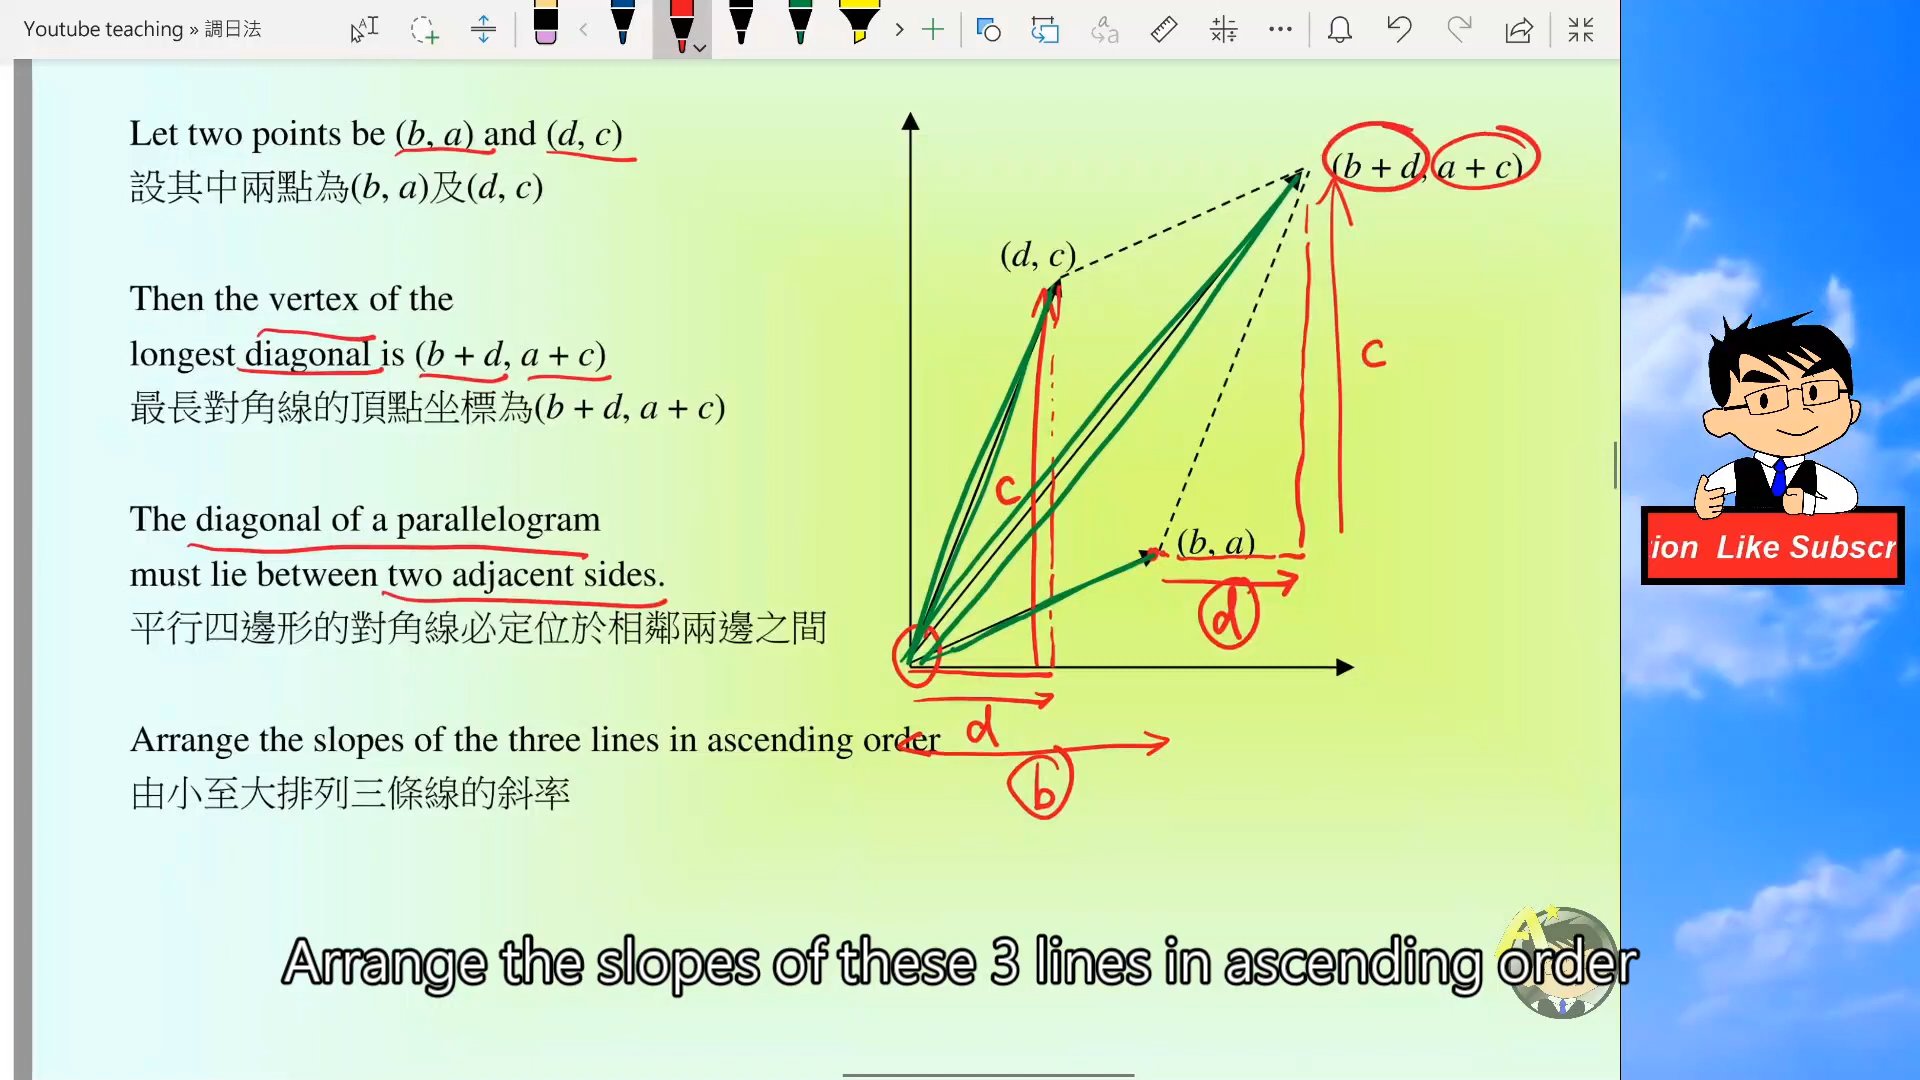 Youtube teaching » 調日法
Let two points be (b, a) and (d, c)
設其中兩點為(b, a)及(d, c)
Then the vertex of the
longest diagonal is (b + d, a + c)
最長對角線的頂點坐標為(b + d, a + c)
The diagonal of a parallelogram
must lie between two adjacent sides.
平行四邊形的對角線必定位於相鄰兩邊之間
Arrange the slopes of the three lines in ascending order
由小至大排列三條線的斜率
(b + d, a + c)
(d, c)
c
c
(b, a)
d
d
b
ion Like Subscr
Arrange the slopes of these 3 lines in ascending order